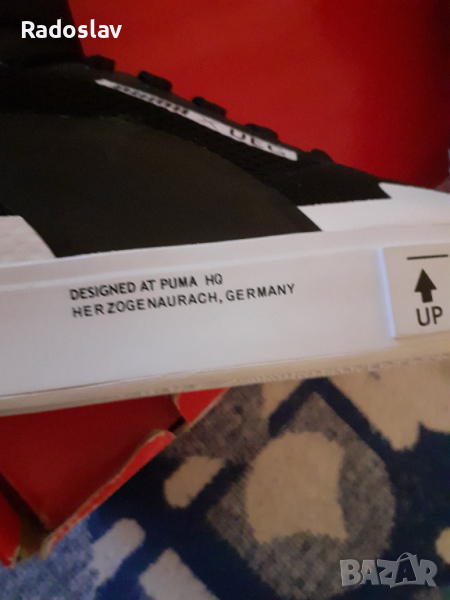 Radoslav
DESIGNED AT PUMA HQ
HERZOGENAURACH, GERMANY
UP
BAZAR